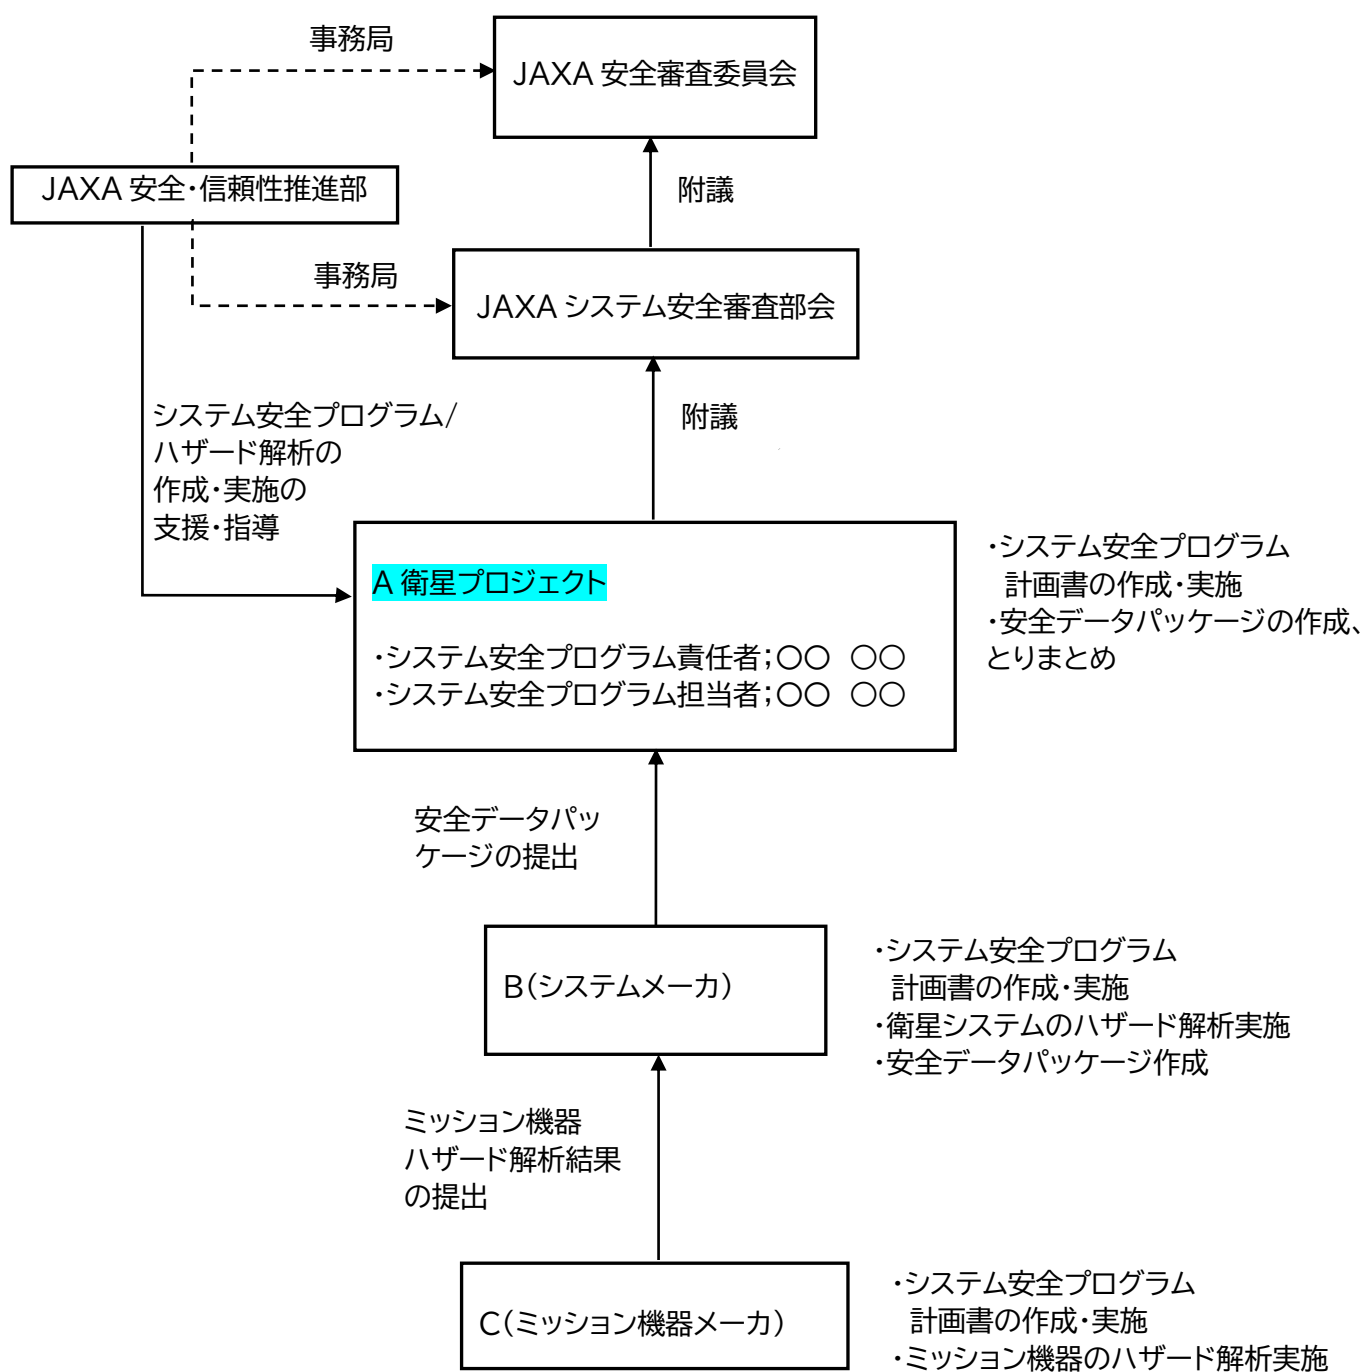 事務局
JAXA 安全審査委員会
JAXA 安全・信頼性推進部
附議
事務局
JAXA システム安全審査部会
システム安全プログラム/
ハザード解析の
作成・実施の
支援・指導
附議
A 衛星プロジェクト
・システム安全プログラム責任者;○○ ○○
・システム安全プログラム担当者;○○ ○○
・システム安全プログラム
計画書の作成・実施
・安全データパッケージの作成、
とりまとめ
安全データパッ
ケージの提出
B(システムメーカ)
・システム安全プログラム
計画書の作成・実施
・衛星システムのハザード解析実施
・安全データパッケージ作成
ミッション機器
ハザード解析結果
の提出
C(ミッション機器メーカ)
・システム安全プログラム
計画書の作成・実施
・ミッション機器のハザード解析実施